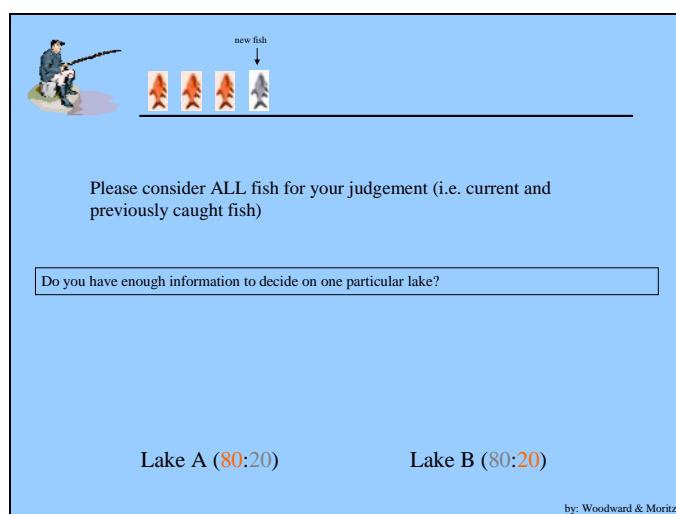 new fish
Please consider ALL fish for your judgement (i.e. current and
previously caught fish)
Do you have enough information to decide on one particular lake?
Lake A (80:20)
Lake B (80:20)
by: Woodward & Moritz